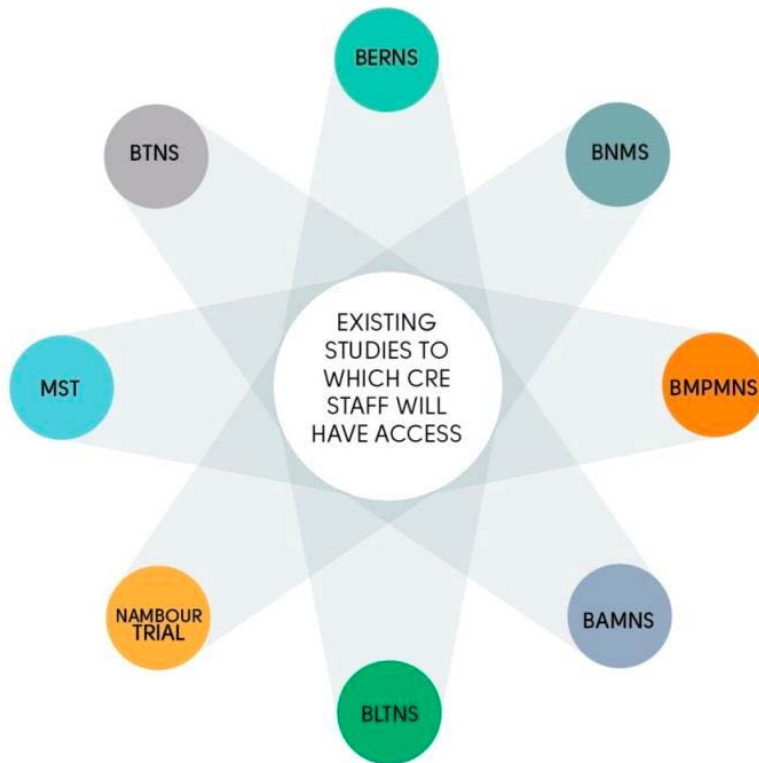 BERNS
BTNS
BNMS
EXISTING
STUDIES TO
WHICH CRE
STAFF WILL
HAVE ACCESS
MST
BMPMNS
NAMBOUR
TRIAL
BAMNS
BLTNS